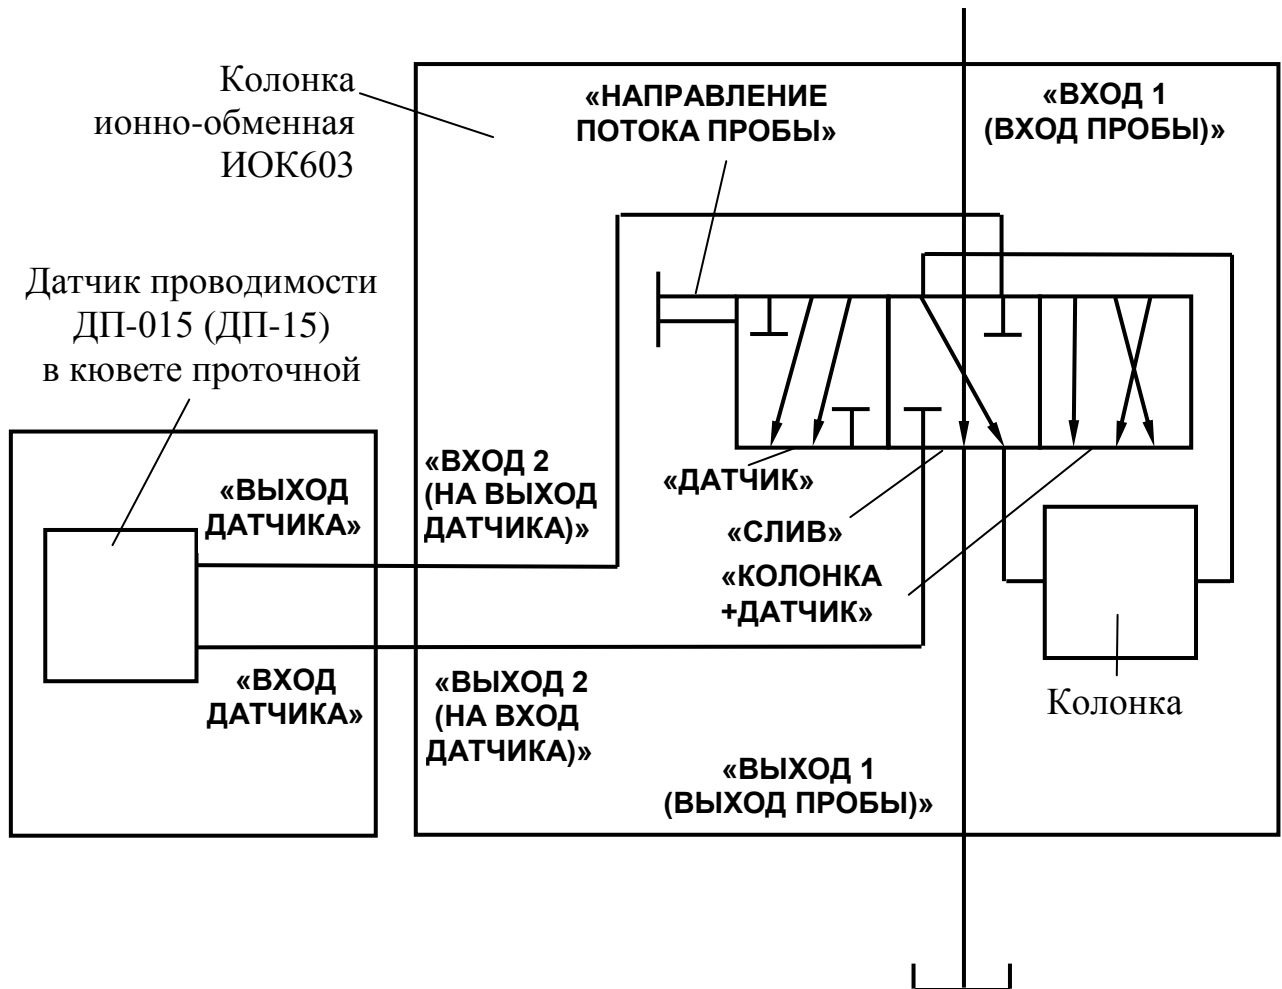 Колонка
ионно-обменная
ИОК603
«НАПРАВЛЕНИЕ
ПОТОКА ПРОБЫ»
«ВХОД 1
(ВХОД ПРОБЫ)»
Датчик проводимости
ДП-015 (ДП-15)
в кювете проточной
«ВЫХОД
ДАТЧИКА»
«ВХОД 2
(НА ВЫХОД
ДАТЧИКА)»
«ДАТЧИК»
«СЛИВ»
«КОЛОНКА
+ДАТЧИК»
«ВХОД
ДАТЧИКА»
«ВЫХОД 2
(НА ВХОД
ДАТЧИКА)»
Колонка
«ВЫХОД 1
(ВЫХОД ПРОБЫ)»